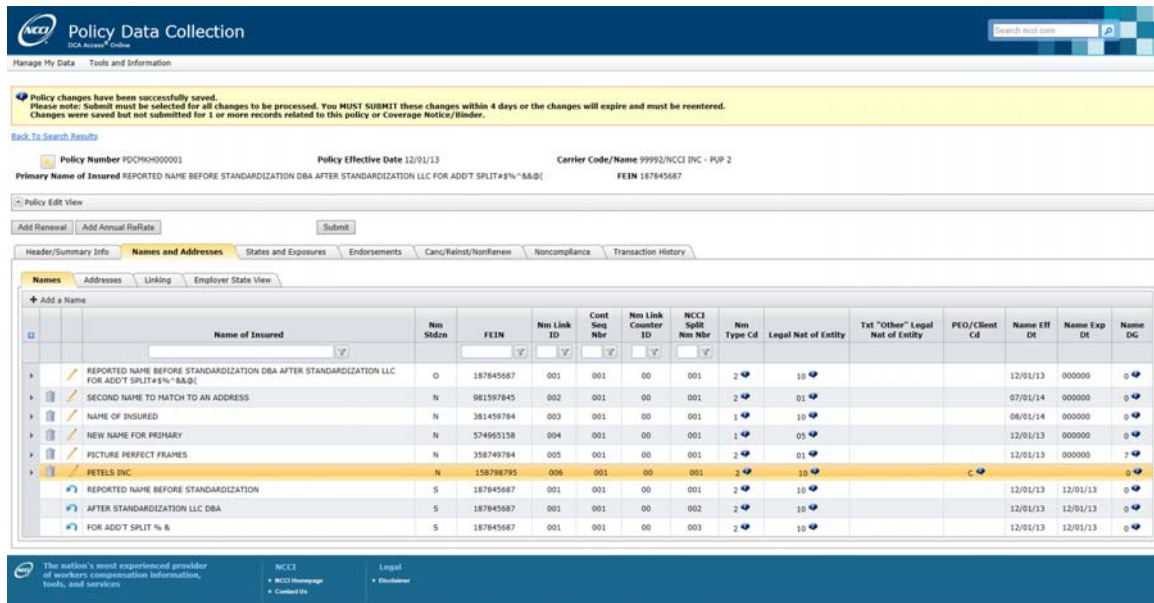 NCCI
Policy Data Collection
DCA Access® Online
Search ncci.com
Manage My Data Tools and Information
Policy changes have been successfully saved.
Please note: Submit must be selected for all changes to be processed. You MUST SUBMIT these changes within 4 days or the changes will expire and must be reentered.
Changes were saved but not submitted for 1 or more records related to this policy or Coverage Notice/Binder.
Back To Search Results
Policy Number PDCMKH000001 Policy Effective Date 12/01/13 Carrier Code/Name 99992/NCCI INC - PUP 2
Primary Name of Insured REPORTED NAME BEFORE STANDARDIZATION DBA AFTER STANDARDIZATION LLC FOR ADD'T SPLIT#$%^&&@( FEIN 187845687
Policy Edit View
Add Renewal Add Annual ReRate Submit
Header/Summary Info Names and Addresses States and Exposures Endorsements Canc/Reinst/NonRenew Noncompliance Transaction History
Names Addresses Linking Employer State View
+ Add a Name
Name of Insured Nm Stdzn FEIN Nm Link ID Cont Seq Nbr Nm Link Counter ID NCCI Split Nm Nbr Nm Type Cd Legal Nat of Entity Txt "Other" Legal Nat of Entity PEO/Client Cd Name Eff Dt Name Exp Dt Name DG
REPORTED NAME BEFORE STANDARDIZATION DBA AFTER STANDARDIZATION LLC
FOR ADD'T SPLIT#$%^&&@( O 187845687 001 001 00 001 2 10 12/01/13 000000 0
SECOND NAME TO MATCH TO AN ADDRESS N 981597845 002 001 00 001 2 01 07/01/14 000000 0
NAME OF INSURED N 381459784 003 001 00 001 1 10 08/01/14 000000 0
NEW NAME FOR PRIMARY N 574965158 004 001 00 001 1 05 12/01/13 000000 0
PICTURE PERFECT FRAMES N 358749784 005 001 00 001 2 01 12/01/13 000000 7
PETELS INC N 158798795 006 001 00 001 2 10 C 0
REPORTED NAME BEFORE STANDARDIZATION S 187845687 001 001 00 001 2 10 12/01/13 12/01/13 0
AFTER STANDARDIZATION LLC DBA S 187845687 001 001 00 002 2 10 12/01/13 12/01/13 0
FOR ADD'T SPLIT % & S 187845687 001 001 00 003 2 10 12/01/13 12/01/13 0
The nation's most experienced provider
of workers compensation information,
tools, and services
NCCI
NCCI Homepage
Contact Us
Legal
Disclaimer